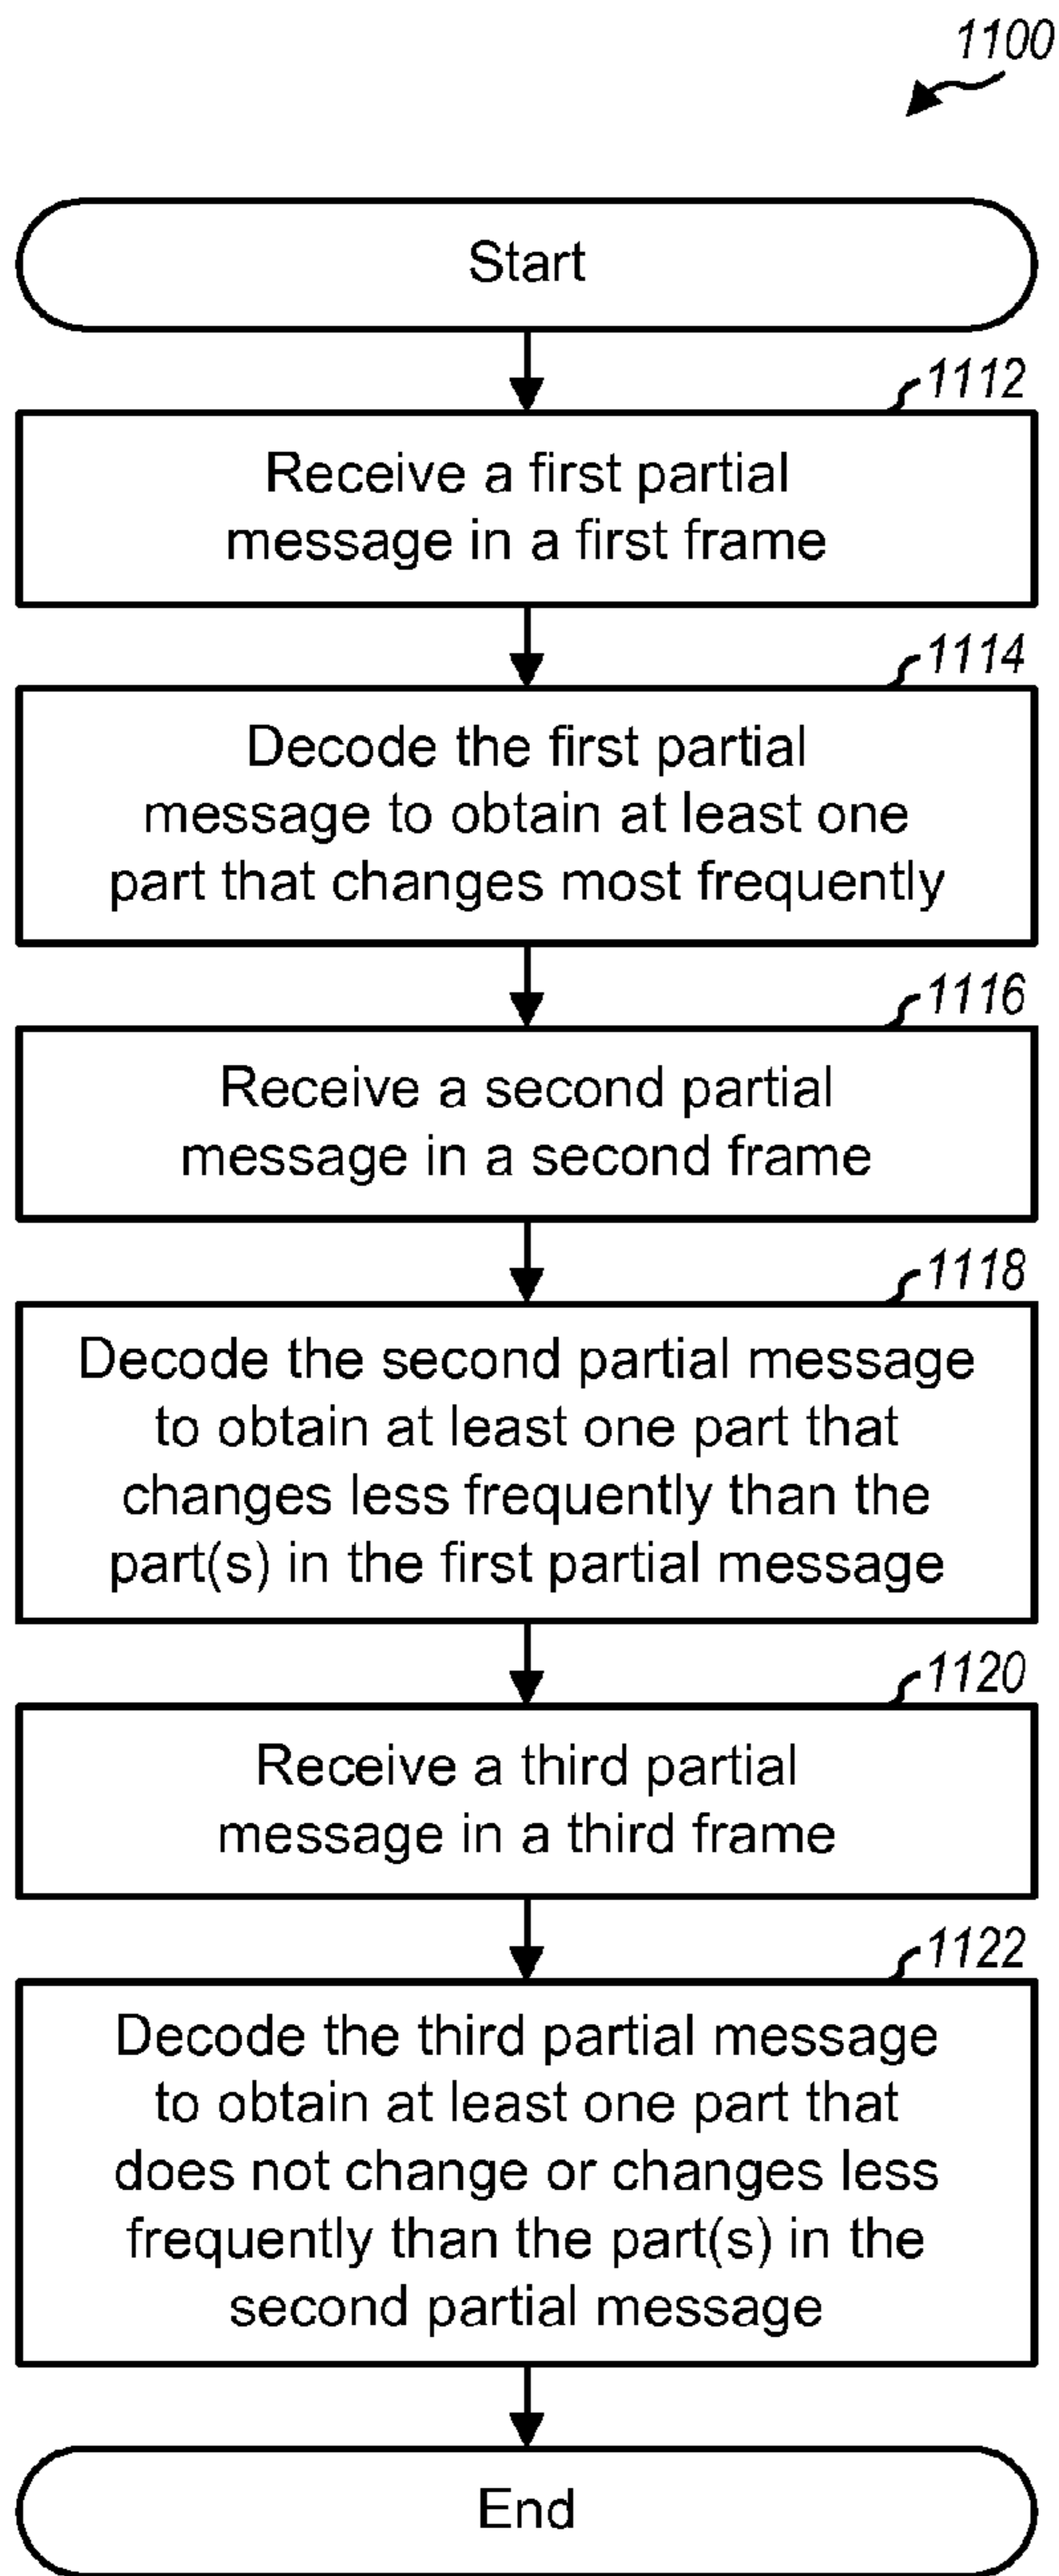 1100
Start
1112
Receive a first partial
message in a first frame
1114
Decode the first partial
message to obtain at least one
part that changes most frequently
1116
Receive a second partial
message in a second frame
1118
Decode the second partial message
to obtain at least one part that
changes less frequently than the
part(s) in the first partial message
1120
Receive a third partial
message in a third frame
1122
Decode the third partial message
to obtain at least one part that
does not change or changes less
frequently than the part(s) in the
second partial message
End